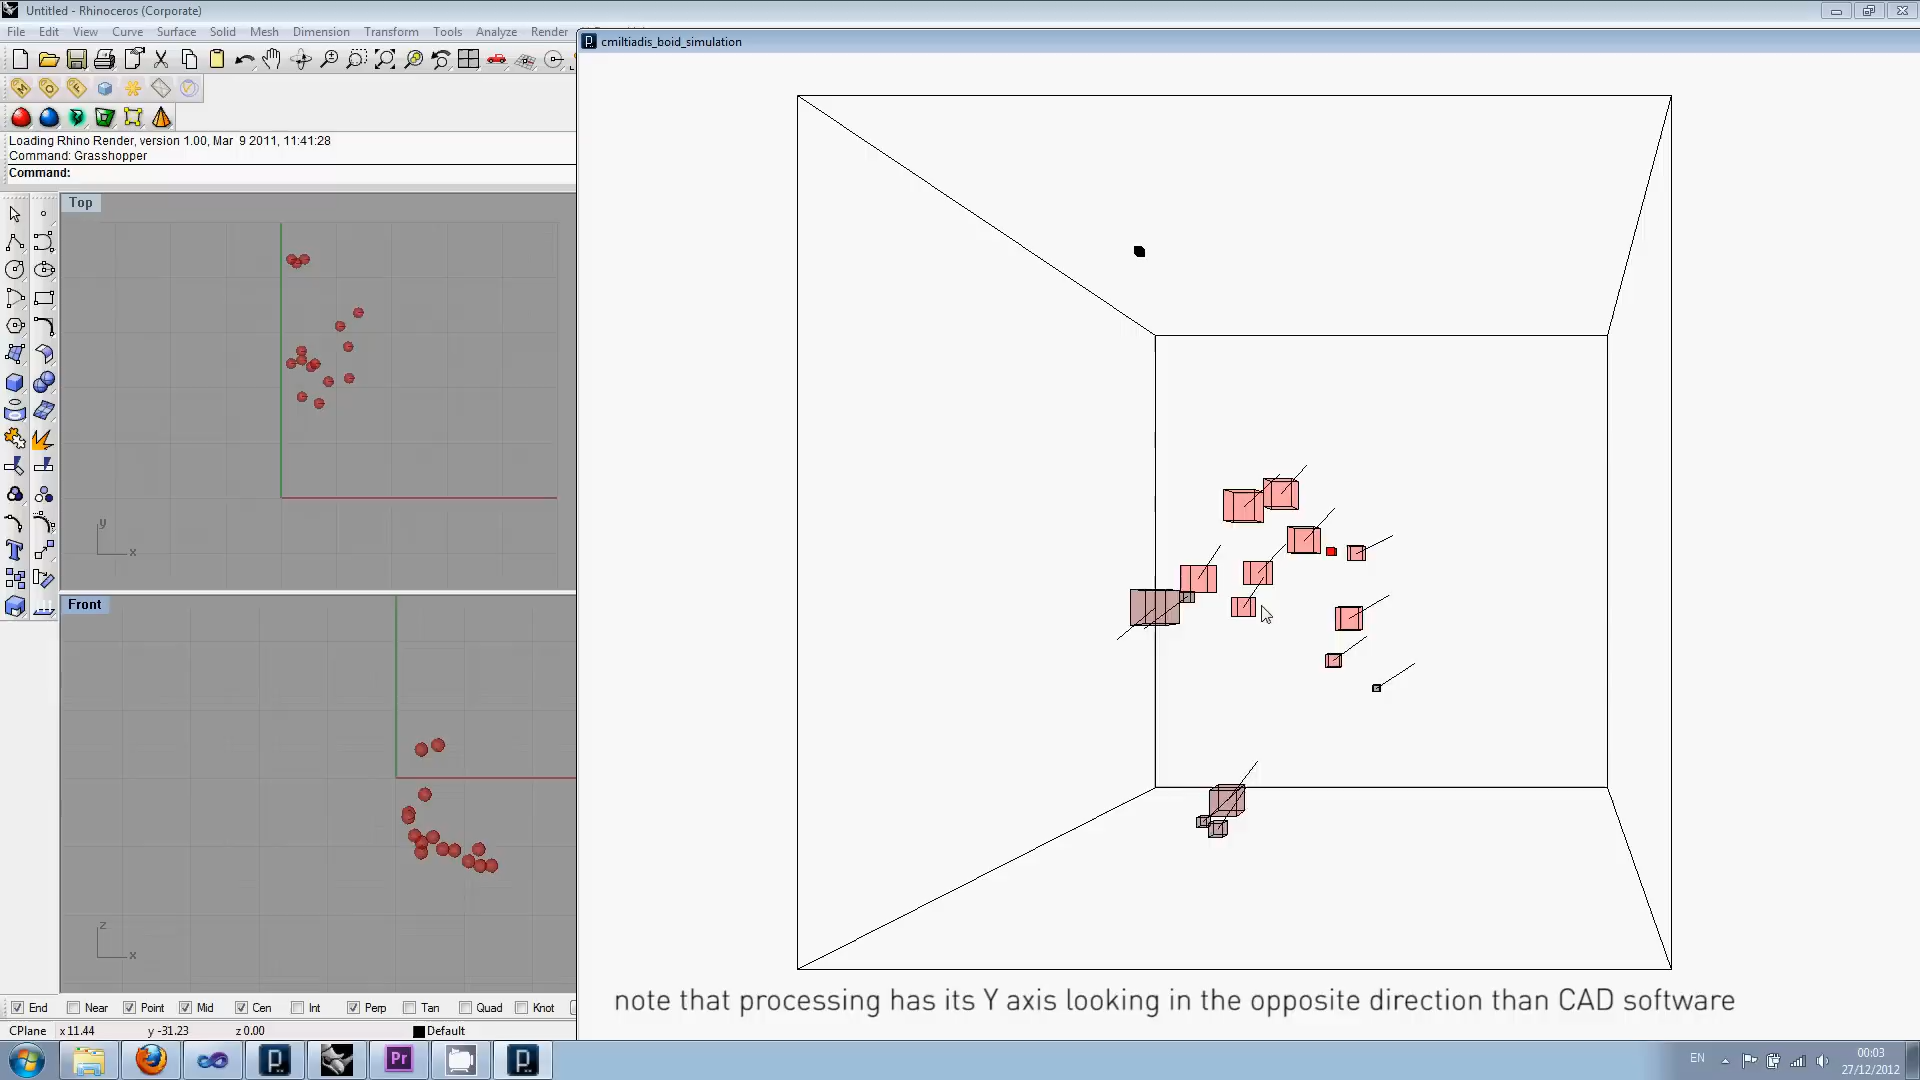 Untitled - Rhinoceros (Corporate)
File Edit View Curve Surface Solid Mesh Dimension Transform Tools Analyze Render
cmiltiadis_boid_simulation
Loading Rhino Render, version 1.00, Mar 9 2011, 11:41:28
Command: Grasshopper
Command:
Top
y
x
Front
z
x
note that processing has its Y axis looking in the opposite direction than CAD software
End Near Point Mid Cen Int Perp Tan Quad Knot
CPlane x 11.44 y -31.23 z 0.00 Default
Pr
EN
00:03
27/12/2012